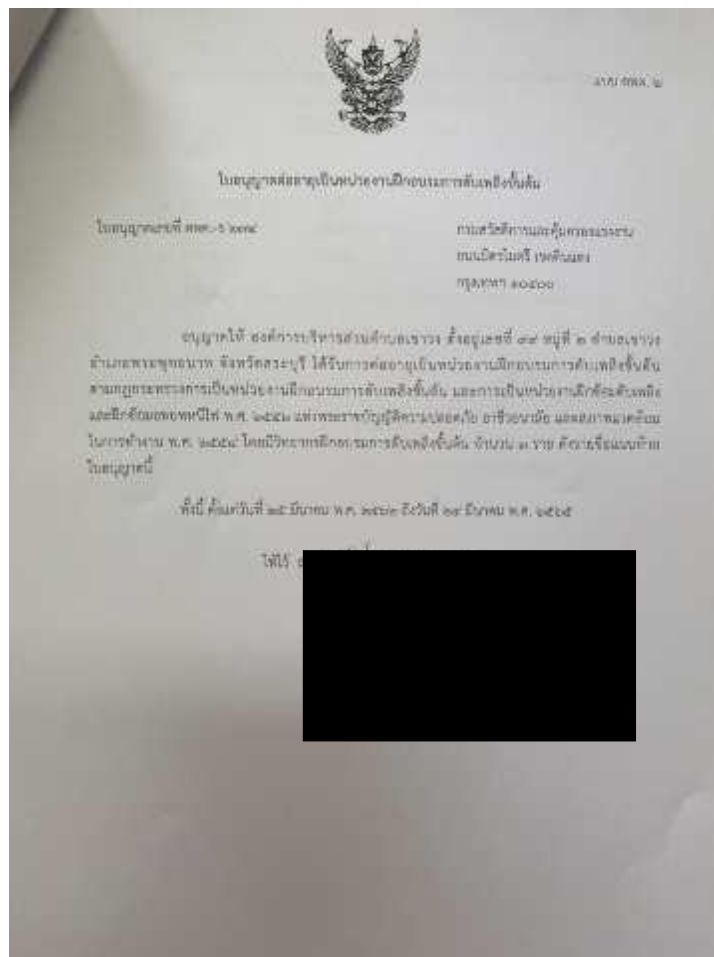 ใบอนุญาตต่ออายุเป็นหน่วยงานฝึกอบรมการดับเพลิงขั้นต้น
ใบอนุญาตเลขที่
กรมสวัสดิการและคุ้มครองแรงงาน
ถนนมิตรไมตรี เขตดินแดง
กรุงเทพฯ ๑๐๔๐๐
อนุญาตให้ องค์การบริหารส่วนตำบลเขาวง ตั้งอยู่เลขที่ ๙๙ หมู่ที่ ๒ ตำบลเขาวง
อำเภอพระพุทธบาท จังหวัดสระบุรี ได้รับการต่ออายุเป็นหน่วยงานฝึกอบรมการดับเพลิงขั้นต้น
ตามกฎกระทรวงการเป็นหน่วยงานฝึกอบรมการดับเพลิงขั้นต้น และการเป็นหน่วยงานฝึกซ้อมดับเพลิง
และฝึกซ้อมอพยพหนีไฟ พ.ศ. แห่งพระราชบัญญัติความปลอดภัย อาชีวอนามัย และสภาพแวดล้อม
ในการทำงาน พ.ศ. ๒๕๕๔ โดยมีวิทยากรฝึกอบรมการดับเพลิงขั้นต้น จำนวน ๓ ราย ดังรายชื่อแนบท้าย
ใบอนุญาตนี้
ทั้งนี้ ตั้งแต่วันที่ ๒๕ มีนาคม พ.ศ. ถึงวันที่ ๒๔ มีนาคม พ.ศ. ๒๕๖๕
ให้ไว้